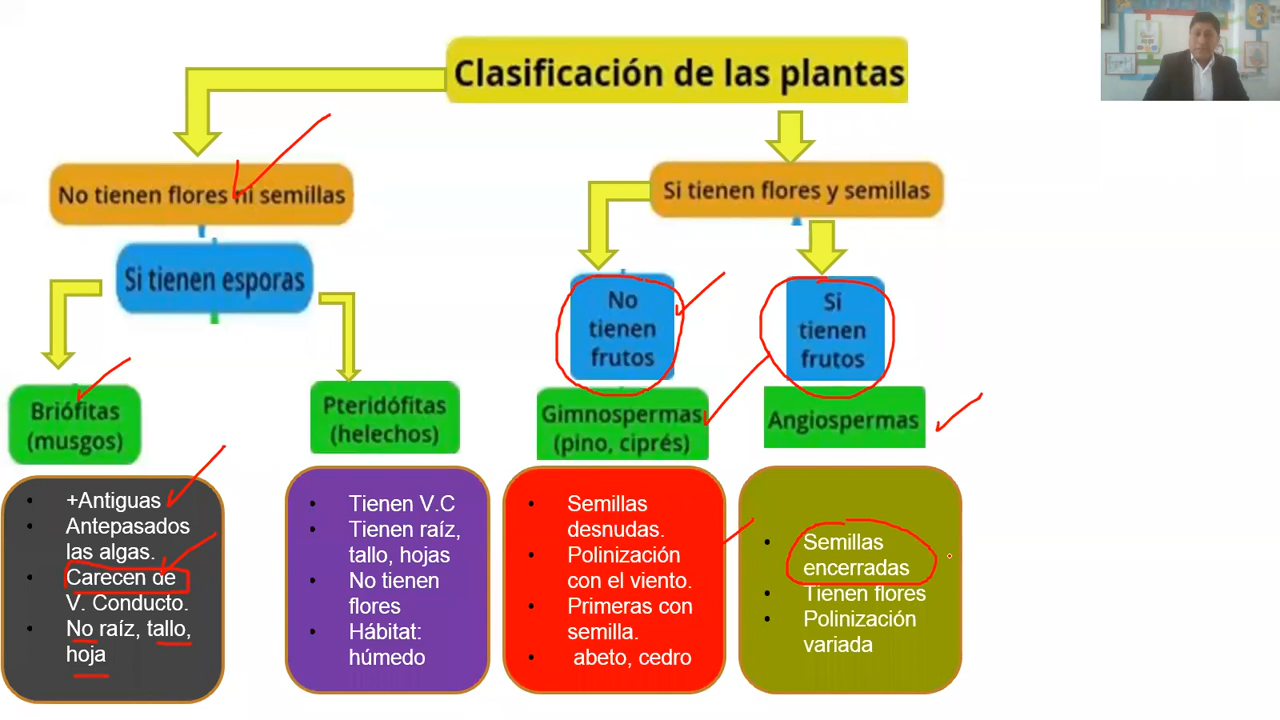 Clasificación de las plantas
No tienen flores ni semillas
Si tienen flores y semillas
Si tienen esporas
No
tienen
frutos
Si
tienen
frutos
Briófitas
(musgos)
Pteridófitas
(helechos)
Gimnospermas
(pino, ciprés)
Angiospermas
• +Antiguas
• Antepasados
las algas.
• Carecen de
V. Conducto.
• No raíz, tallo,
hoja
• Tienen V.C
• Tienen raíz,
tallo, hojas
• No tienen
flores
• Hábitat:
húmedo
• Semillas
desnudas.
• Polinización
con el viento.
• Primeras con
semilla.
• abeto, cedro
• Semillas
encerradas
• Tienen flores
• Polinización
variada